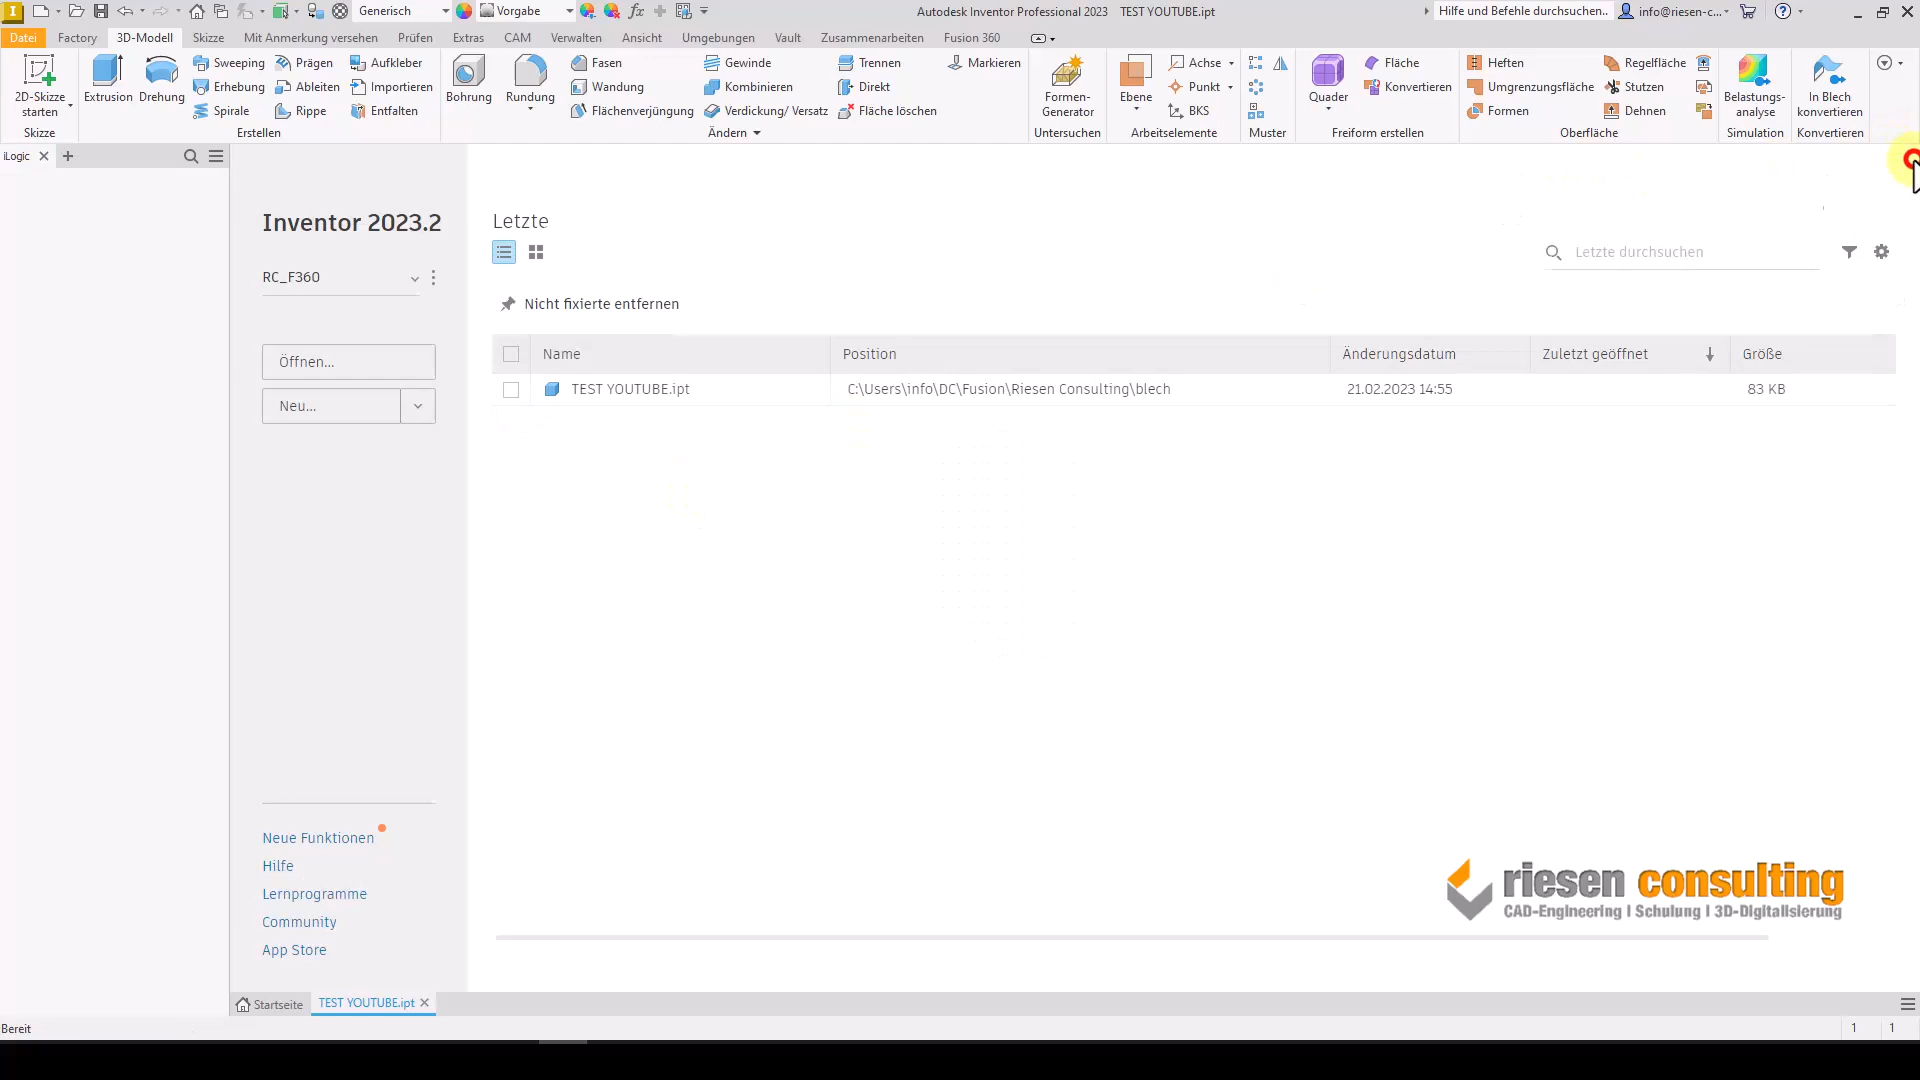 Generisch
Vorgabe
Autodesk Inventor Professional 2023 TEST YOUTUBE.ipt
Hilfe und Befehle durchsuchen..
info@riesen-c...
Datei
Factory
3D-Modell
Skizze
Mit Anmerkung versehen
Prüfen
Extras
CAM
Verwalten
Ansicht
Umgebungen
Vault
Zusammenarbeiten
Fusion 360
2D-Skizze
starten
Extrusion
Drehung
Sweeping
Erhebung
Spirale
Prägen
Ableiten
Rippe
Aufkleber
Importieren
Entfalten
Bohrung
Rundung
Fasen
Wandung
Flächenverjüngung
Gewinde
Kombinieren
Verdickung/ Versatz
Trennen
Direkt
Fläche löschen
Markieren
Formen-
Generator
Ebene
Achse
Punkt
BKS
Quader
Fläche
Konvertieren
Heften
Umgrenzungsfläche
Formen
Regelfläche
Stutzen
Dehnen
Belastungs-
analyse
In Blech
konvertieren
Skizze
Erstellen
Ändern
Untersuchen
Arbeitselemente
Muster
Freiform erstellen
Oberfläche
Simulation
Konvertieren
iLogic
Inventor 2023.2
RC_F360
Öffnen...
Neu...
Neue Funktionen
Hilfe
Lernprogramme
Community
App Store
Letzte
Letzte durchsuchen
Nicht fixierte entfernen
Name Position Änderungsdatum Zuletzt geöffnet Größe
TEST YOUTUBE.ipt C:\Users\info\DC\Fusion\Riesen Consulting\blech 21.02.2023 14:55 83 KB
riesen consulting
CAD-Engineering | Schulung | 3D-Digitalisierung
Startseite
TEST YOUTUBE.ipt
Bereit
1 1